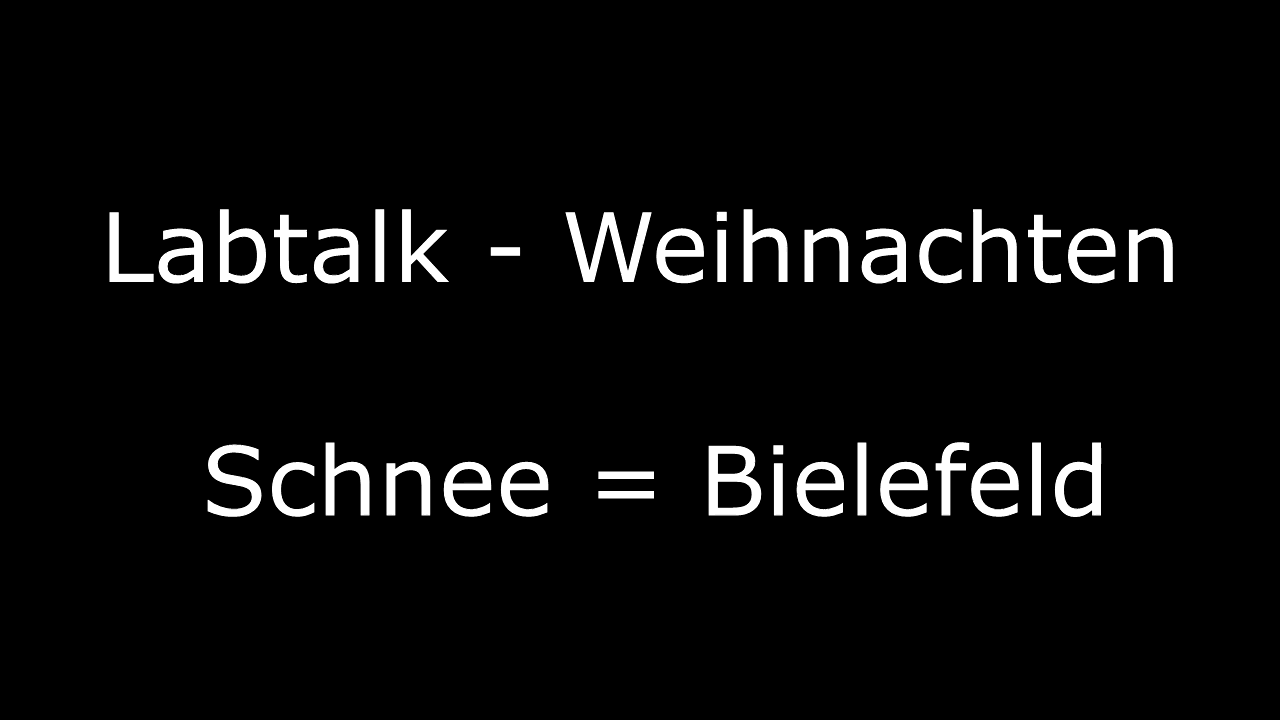 Labtalk - Weihnachten
Schnee = Bielefeld